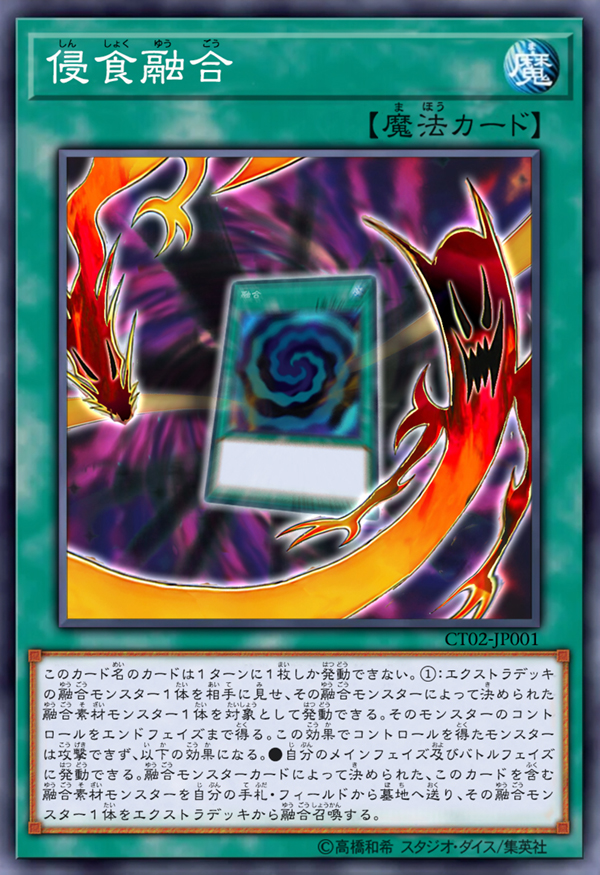 侵食融合
【魔法カード】
魔
融合
CT02-JP001
このカード名のカードは1ターンに1枚しか発動できない。①:エクストラデッキ
の融合モンスター1体を相手に見せ、その融合モンスターによって決められた
融合素材モンスター1体を対象として発動できる。そのモンスターのコント
ロールをエンドフェイズまで得る。この効果でコントロールを得たモンスター
は攻撃できず、以下の効果になる。●自分のメインフェイズ及びバトルフェイズ
に発動できる。融合モンスターカードによって決められた、このカードを含む
融合素材モンスターを自分の手札・フィールドから墓地へ送り、その融合モン
スター1体をエクストラデッキから融合召喚する。
©高橋和希 スタジオ・ダイス/集英社